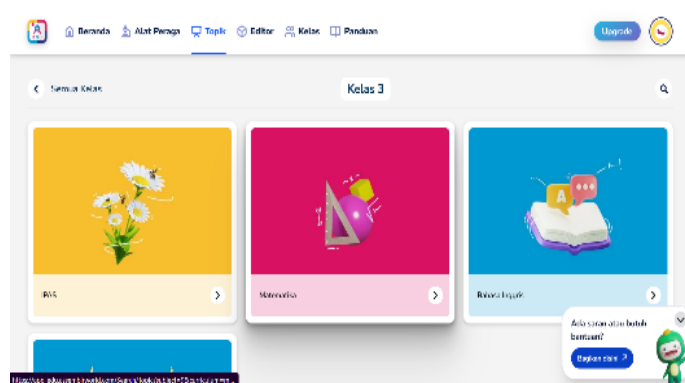 Beranda Alat Peraga Topik Editor Kelas Panduan Upgrade
Semua Kelas
Kelas 3
IPAS
Matematika
Bahasa Inggris
Ada saran atau butuh
bantuan?
Bagikan disini